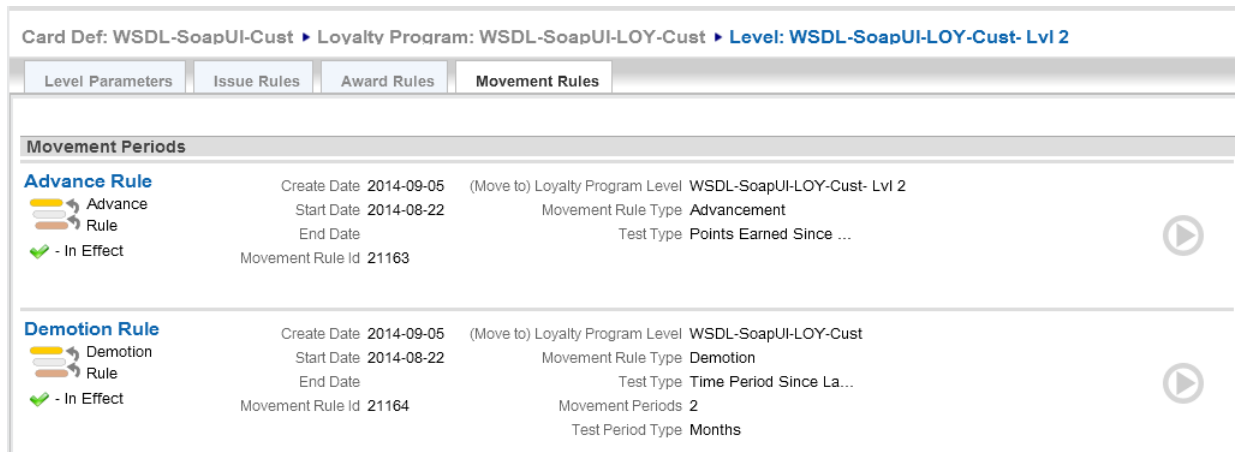 Card Def: WSDL-SoapUI-Cust ▸ Loyalty Program: WSDL-SoapUI-LOY-Cust ▸ Level: WSDL-SoapUI-LOY-Cust- Lvl 2
Level Parameters Issue Rules Award Rules Movement Rules
Movement Periods
Advance Rule
Advance
Rule
- In Effect
Create Date 2014-09-05
Start Date 2014-08-22
End Date
Movement Rule Id 21163
(Move to) Loyalty Program Level WSDL-SoapUI-LOY-Cust- Lvl 2
Movement Rule Type Advancement
Test Type Points Earned Since ...
Demotion Rule
Demotion
Rule
- In Effect
Create Date 2014-09-05
Start Date 2014-08-22
End Date
Movement Rule Id 21164
(Move to) Loyalty Program Level WSDL-SoapUI-LOY-Cust
Movement Rule Type Demotion
Test Type Time Period Since La...
Movement Periods 2
Test Period Type Months